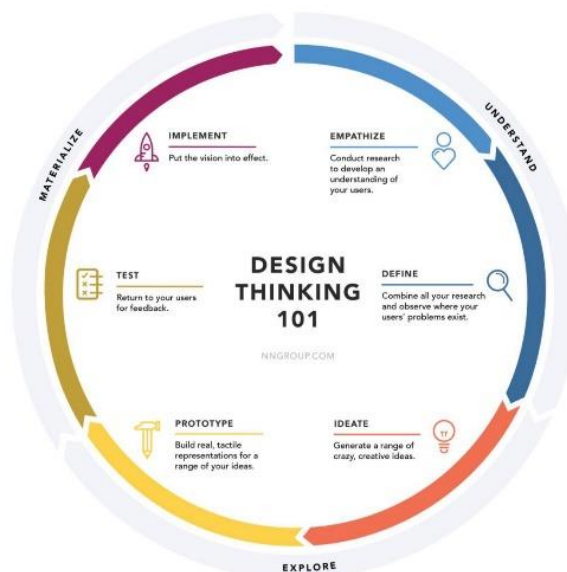 UNDERSTAND
EMPATHIZE
Conduct research
to develop an
understanding of
your users.
DEFINE
Combine all your research
and observe where your
users' problems exist.
EXPLORE
IDEATE
Generate a range of
crazy, creative ideas.
PROTOTYPE
Build real, tactile
representations for a
range of your ideas.
MATERIALIZE
TEST
Return to your users
for feedback.
IMPLEMENT
Put the vision into effect.
DESIGN
THINKING
101
NNGROUP.COM